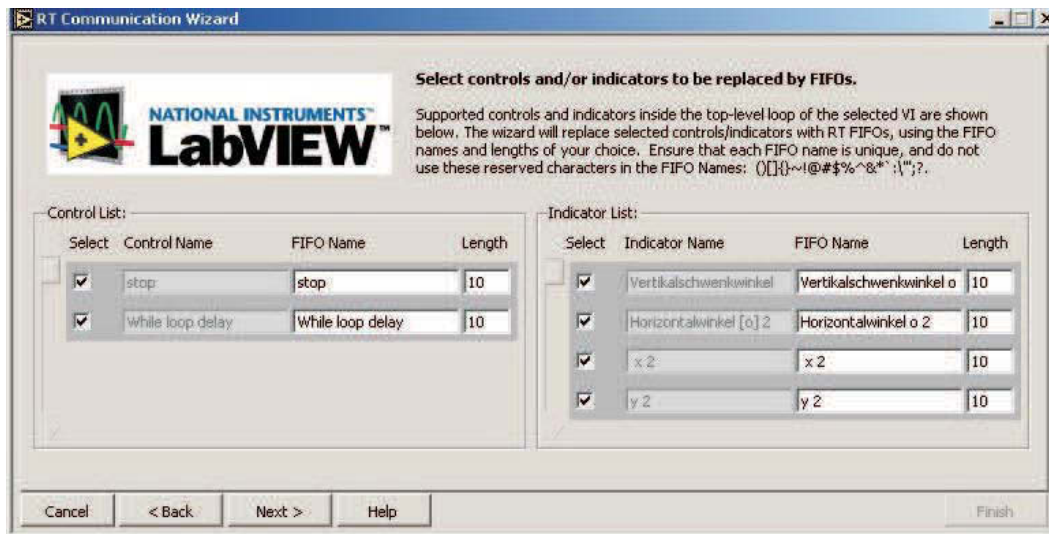 RT Communication Wizard
NATIONAL INSTRUMENTS™
LabVIEW™
Select controls and/or indicators to be replaced by FIFOs.
Supported controls and indicators inside the top-level loop of the selected VI are shown
below. The wizard will replace selected controls/indicators with RT FIFOs, using the FIFO
names and lengths of your choice. Ensure that each FIFO name is unique, and do not
use these reserved characters in the FIFO Names: ()[]{}~!@#$%^&*`:\"';?.
Control List:
Select Control Name FIFO Name Length
stop stop 10
While loop delay While loop delay 10
Indicator List:
Select Indicator Name FIFO Name Length
Vertikalschwenkwinkel Vertikalschwenkwinkel o 10
Horizontalwinkel [o] 2 Horizontalwinkel o 2 10
x 2 x 2 10
y 2 y 2 10
Cancel < Back Next > Help Finish